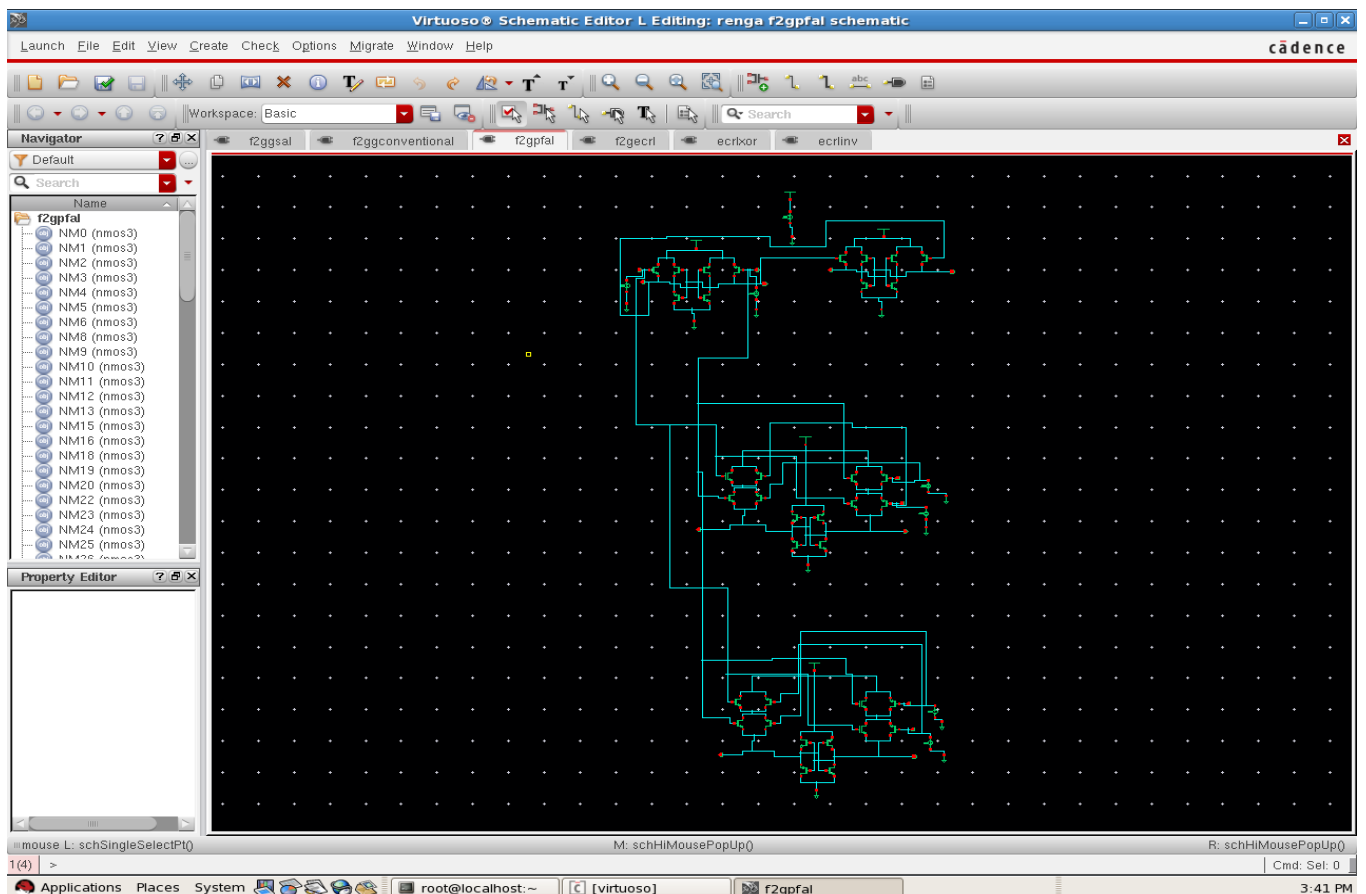 Virtuoso® Schematic Editor L Editing: renga f2gpfal schematic
Launch File Edit View Create Check Options Migrate Window Help
cādence
Workspace: Basic
Search
Navigator
f2ggsal f2ggconventional f2gpfal f2gecrl ecrlxor ecrlinv
Default
Search
Name
f2gpfal
NM0 (nmos3)
NM1 (nmos3)
NM2 (nmos3)
NM3 (nmos3)
NM4 (nmos3)
NM5 (nmos3)
NM6 (nmos3)
NM8 (nmos3)
NM9 (nmos3)
NM10 (nmos3)
NM11 (nmos3)
NM12 (nmos3)
NM13 (nmos3)
NM15 (nmos3)
NM16 (nmos3)
NM18 (nmos3)
NM19 (nmos3)
NM20 (nmos3)
NM22 (nmos3)
NM23 (nmos3)
NM24 (nmos3)
NM25 (nmos3)
NM26 (nmos3)
Property Editor
mouse L: schSingleSelectPt() M: schHiMousePopUp() R: schHiMousePopUp()
1(4) > Cmd: Sel: 0
Applications Places System root@localhost:~ [virtuoso] f2gpfal 3:41 PM